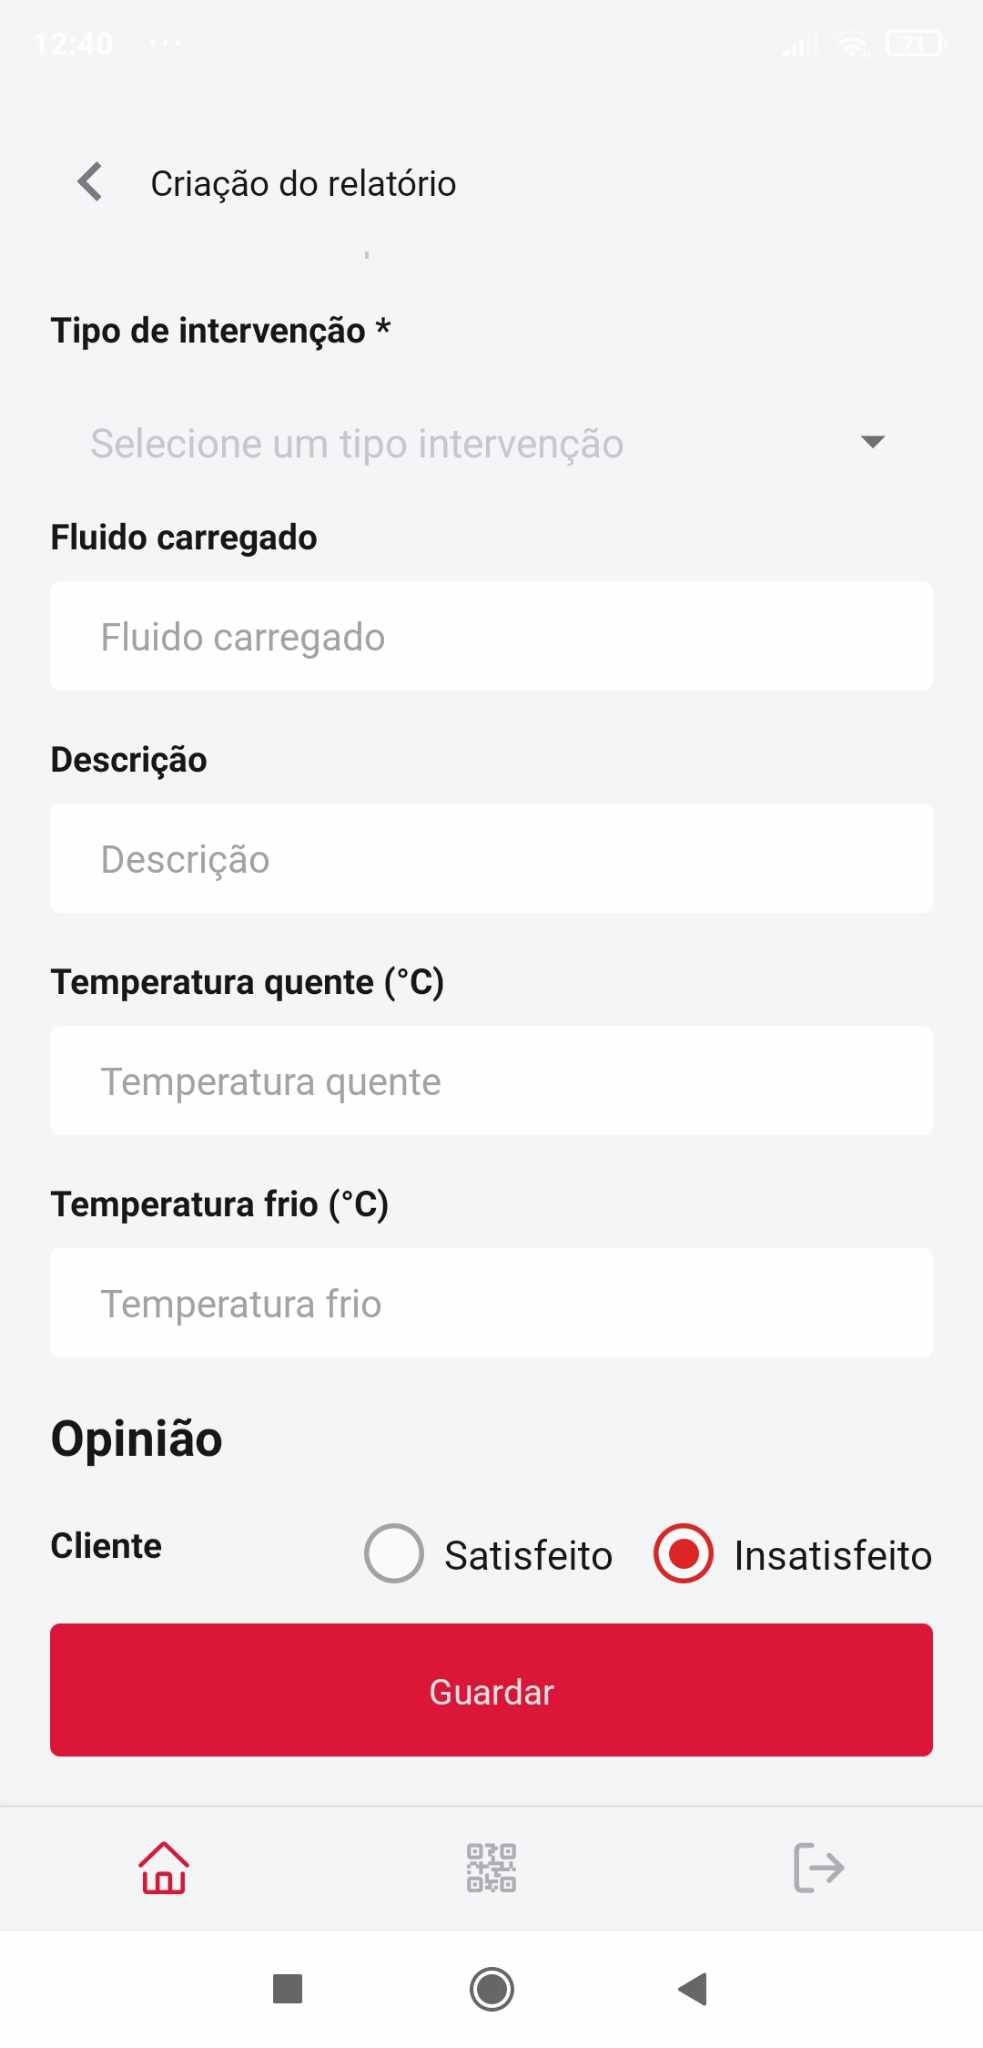 12:40 ... 71
Criação do relatório
Tipo de intervenção *
Selecione um tipo intervenção
Fluido carregado
Fluido carregado
Descrição
Descrição
Temperatura quente (°C)
Temperatura quente
Temperatura frio (°C)
Temperatura frio
Opinião
Cliente Satisfeito Insatisfeito
Guardar